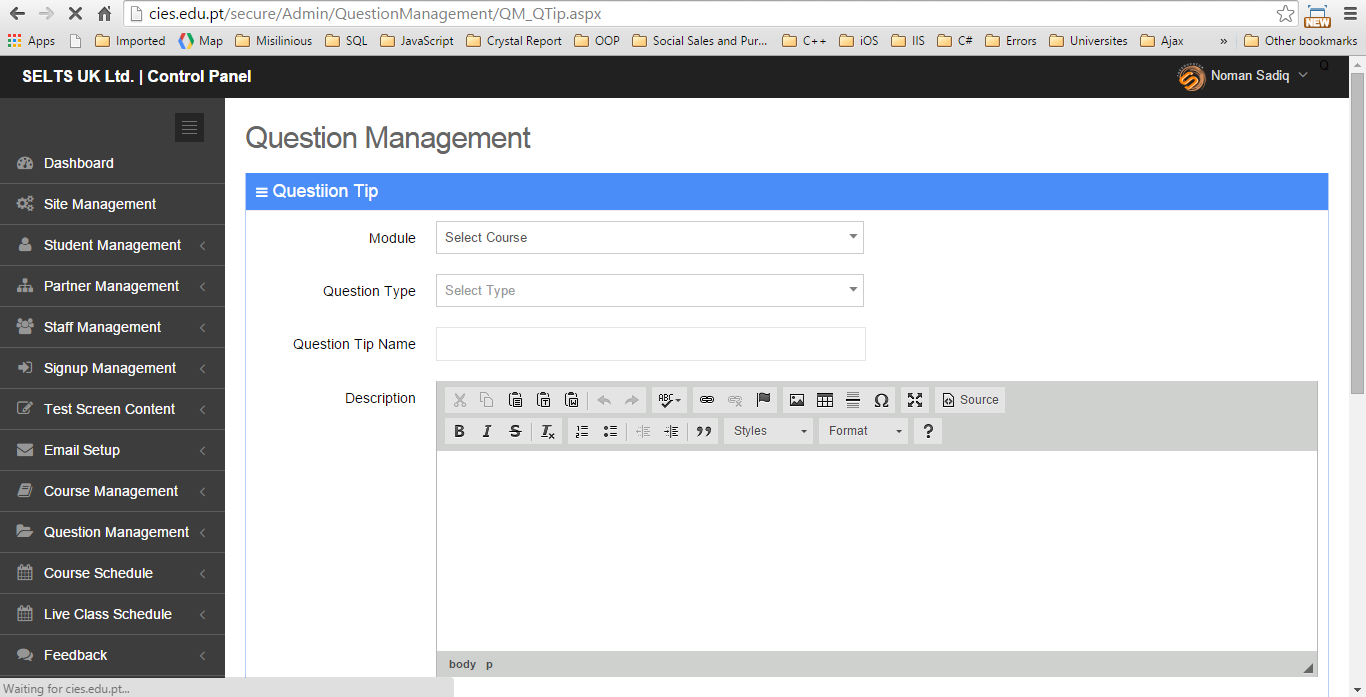 cies.edu.pt/secure/Admin/QuestionManagement/QM_QTip.aspx
NEW
Apps Imported Map Misilinious SQL JavaScript Crystal Report OOP Social Sales and Pur... C++ iOS IIS C# Errors Universites Ajax » Other bookmarks
SELTS UK Ltd. | Control Panel
Noman Sadiq
Q
Question Management
Dashboard
Site Management
Student Management
Partner Management
Staff Management
Signup Management
Test Screen Content
Email Setup
Course Management
Question Management
Course Schedule
Live Class Schedule
Feedback
Questiion Tip
Module Select Course
Question Type Select Type
Question Tip Name
Description
ABC Ω Source
B I S Ix Styles Format ?
body p
Waiting for cies.edu.pt...